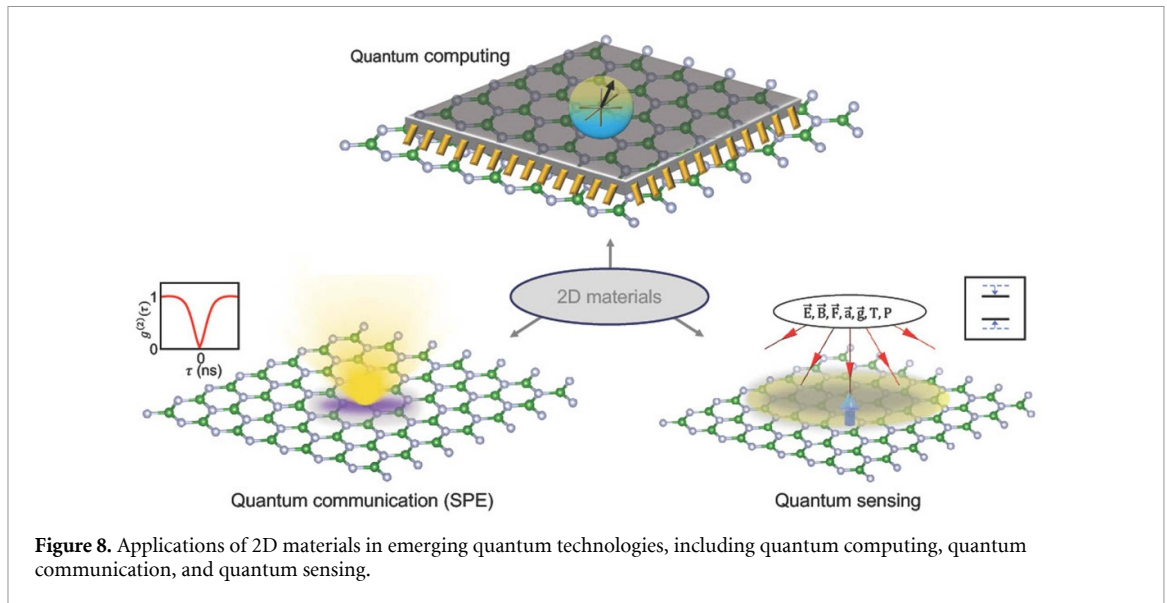 Quantum computing
2D materials
1
0
g⁽²⁾(τ)
0
τ (ns)
E⃗, B⃗, F⃗, a⃗, g⃗, T, P
Quantum communication (SPE)
Quantum sensing
Figure 8. Applications of 2D materials in emerging quantum technologies, including quantum computing, quantum
communication, and quantum sensing.